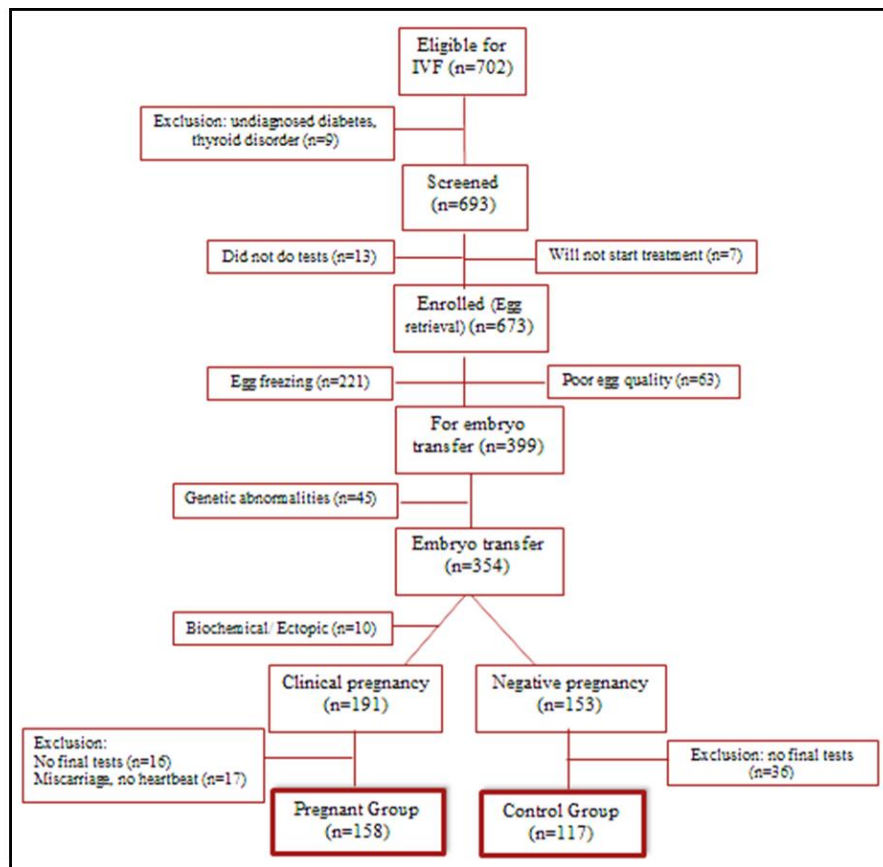 Eligible for
IVF (n=702)
Exclusion: undiagnosed diabetes,
thyroid disorder (n=9)
Screened
(n=693)
Did not do tests (n=13)
Will not start treatment (n=7)
Enrolled (Egg
retrieval) (n=673)
Egg freezing (n=221)
Poor egg quality (n=63)
For embryo
transfer (n=399)
Genetic abnormalities (n=45)
Embryo transfer
(n=354)
Biochemical/ Ectopic (n=10)
Clinical pregnancy
(n=191)
Negative pregnancy
(n=153)
Exclusion:
No final tests (n=16)
Miscarriage, no heartbeat (n=17)
Exclusion: no final tests
(n=36)
Pregnant Group
(n=158)
Control Group
(n=117)